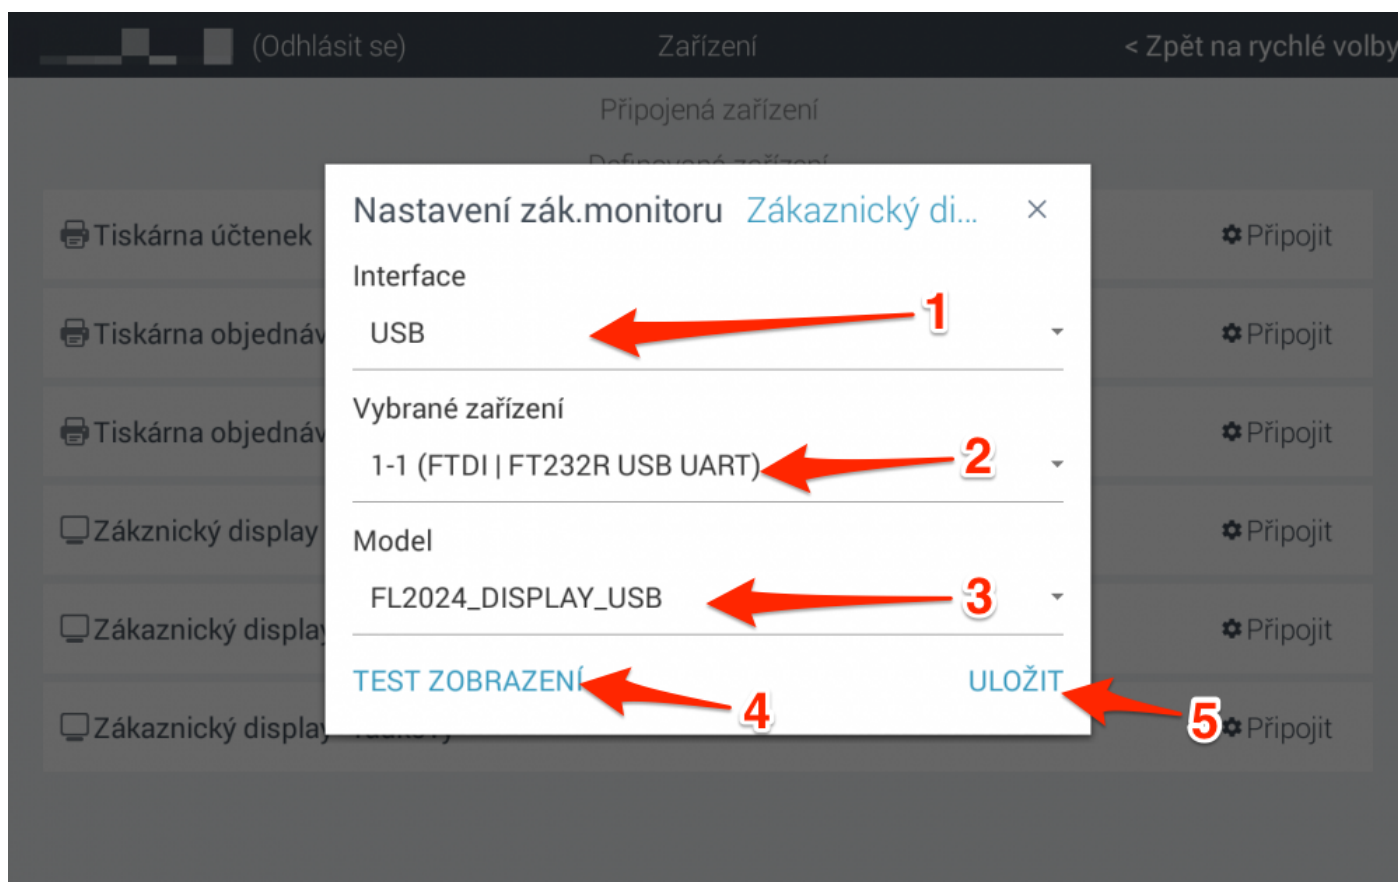 (Odhlásit se) Zařízení < Zpět na rychlé volby
Připojená zařízení
Definovaná zařízení
Nastavení zák.monitoru Zákaznický di... ×
Tiskárna účtenek Připojit
Interface
1
Tiskárna objednáv USB Připojit
Vybrané zařízení
Tiskárna objednáv Připojit
1-1 (FTDI | FT232R USB UART) 2
Zákznický display Model Připojit
FL2024_DISPLAY_USB 3
Zákaznický display Připojit
TEST ZOBRAZENÍ ULOŽIT
4 5
Zákaznický display Připojit